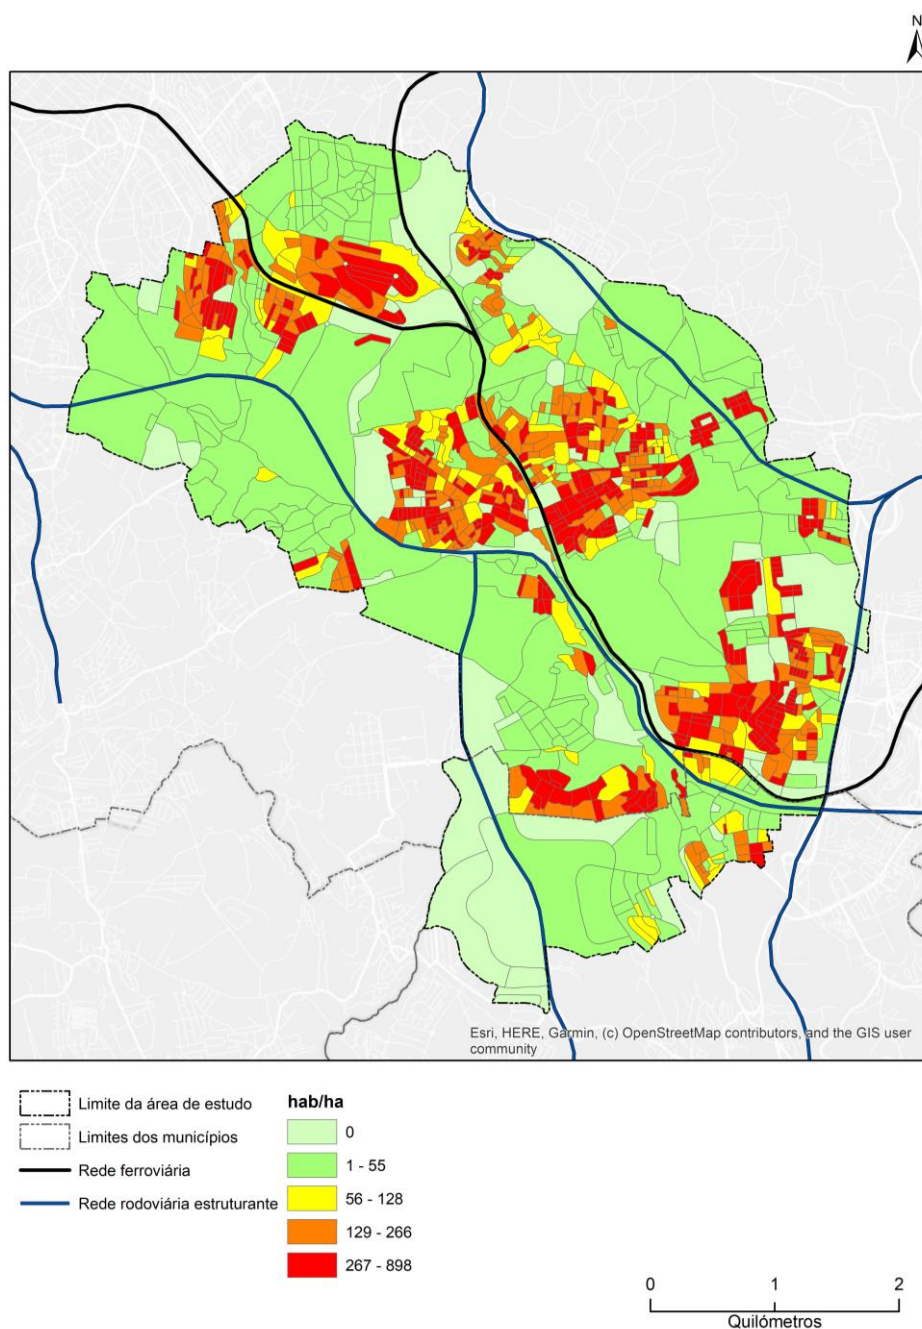 N
Esri, HERE, Garmin, (c) OpenStreetMap contributors, and the GIS user
community
Limite da área de estudo
Limites dos municípios
Rede ferroviária
Rede rodoviária estruturante
hab/ha
0
1 - 55
56 - 128
129 - 266
267 - 898
0 1 2
Quilómetros